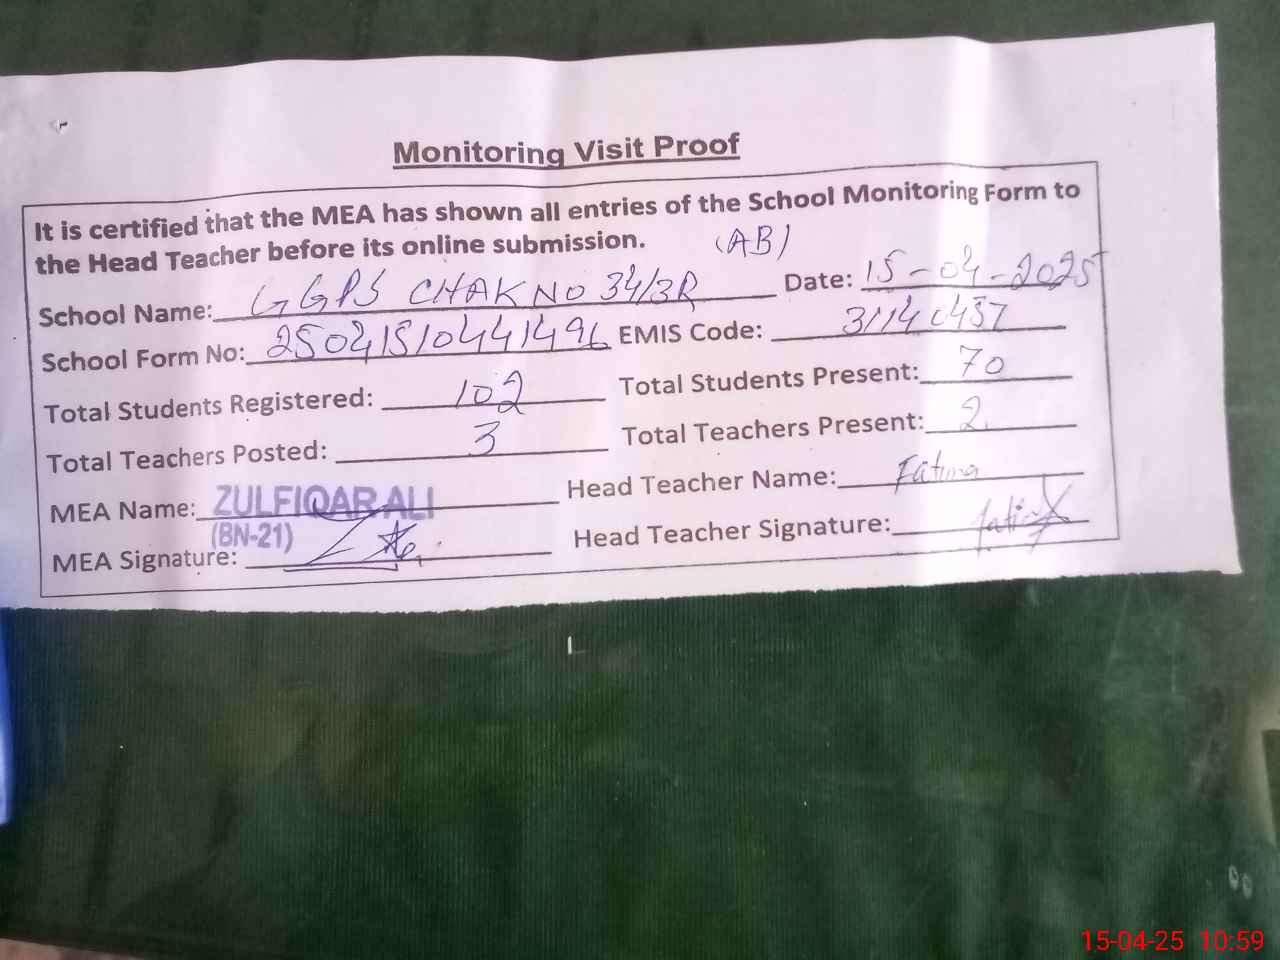 Monitoring Visit Proof
It is certified that the MEA has shown all entries of the School Monitoring Form to
the Head Teacher before its online submission. (AB)
School Name: GGPS CHAK NO 34/3R Date: 15-04-2025
School Form No: 250415104441496 EMIS Code: 31140457
Total Students Registered: 102 Total Students Present: 70
Total Teachers Posted: 3 Total Teachers Present: 2
MEA Name: ZULFIQAR ALI Head Teacher Name: Fatima
(BN-21)
MEA Signature: Head Teacher Signature:
15-04-25 10:59